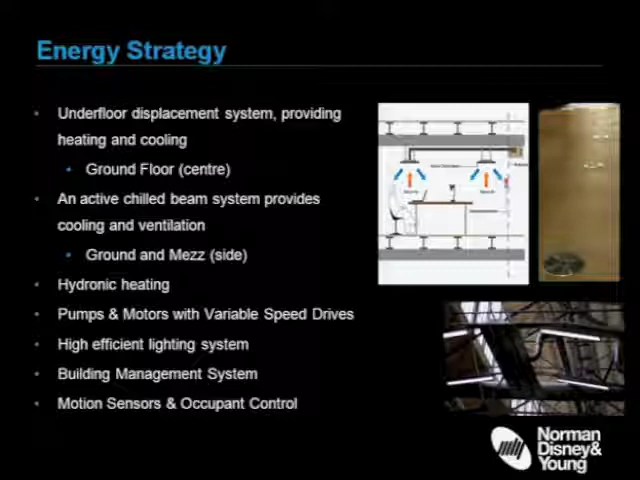 Energy Strategy
Underfloor displacement system, providing
heating and cooling
Ground Floor (centre)
An active chilled beam system provides
cooling and ventilation
Ground and Mezz (side)
Hydronic heating
Pumps & Motors with Variable Speed Drives
High efficient lighting system
Building Management System
Motion Sensors & Occupant Control
Norman
Disney&
Young